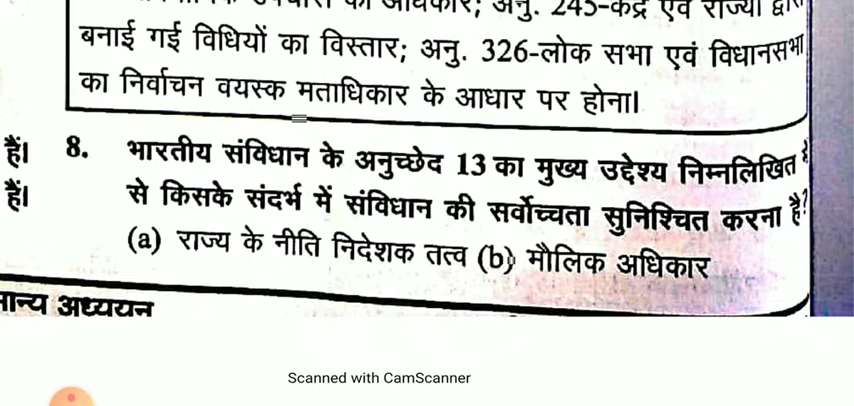 अधिकार; अनु. 245-केंद्र एवं राज्यों द्वारा
बनाई गई विधियों का विस्तार; अनु. 326-लोक सभा एवं विधानसभा
का निर्वाचन वयस्क मताधिकार के आधार पर होना।
हैं। 8. भारतीय संविधान के अनुच्छेद 13 का मुख्य उद्देश्य निम्नलिखित
हैं। से किसके संदर्भ में संविधान की सर्वोच्चता सुनिश्चित करना है?
(a) राज्य के नीति निदेशक तत्व (b) मौलिक अधिकार
मान्य अध्ययन
Scanned with CamScanner